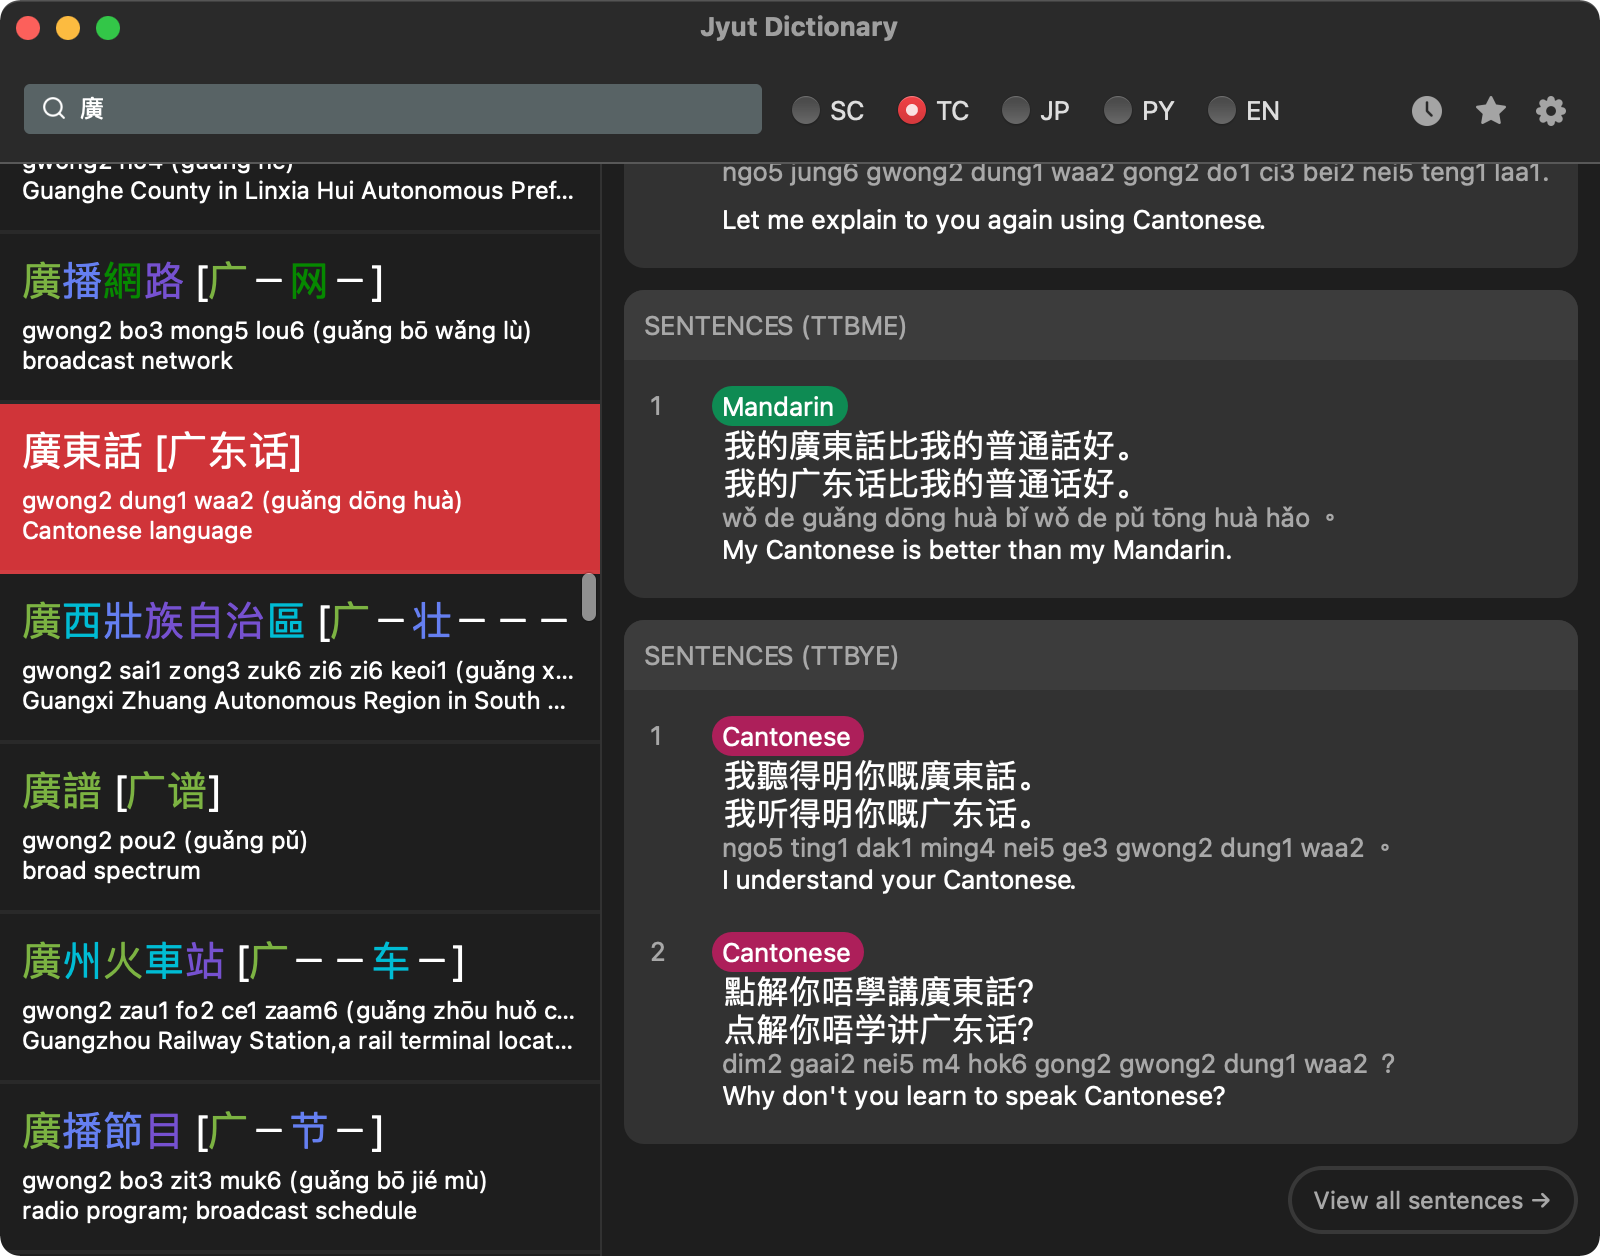 Jyut Dictionary
廣
SC
TC
JP
PY
EN
gwong2 ho4 (guǎng hé)
Guanghe County in Linxia Hui Autonomous Pref...
廣播網路 [广－网－]
gwong2 bo3 mong5 lou6 (guǎng bō wǎng lù)
broadcast network
廣東話 [广东话]
gwong2 dung1 waa2 (guǎng dōng huà)
Cantonese language
廣西壯族自治區 [广－壮－－－
gwong2 sai1 zong3 zuk6 zi6 zi6 keoi1 (guǎng x...
Guangxi Zhuang Autonomous Region in South ...
廣譜 [广谱]
gwong2 pou2 (guǎng pǔ)
broad spectrum
廣州火車站 [广－－车－]
gwong2 zau1 fo2 ce1 zaam6 (guǎng zhōu huǒ c...
Guangzhou Railway Station,a rail terminal locat...
廣播節目 [广－节－]
gwong2 bo3 zit3 muk6 (guǎng bō jié mù)
radio program; broadcast schedule
ngo5 jung6 gwong2 dung1 waa2 gong2 do1 ci3 bei2 nei5 teng1 laa1.
Let me explain to you again using Cantonese.
SENTENCES (TTBME)
1
Mandarin
我的廣東話比我的普通話好。
我的广东话比我的普通话好。
wǒ de guǎng dōng huà bǐ wǒ de pǔ tōng huà hǎo 。
My Cantonese is better than my Mandarin.
SENTENCES (TTBYE)
1
Cantonese
我聽得明你嘅廣東話。
我听得明你嘅广东话。
ngo5 ting1 dak1 ming4 nei5 ge3 gwong2 dung1 waa2 。
I understand your Cantonese.
2
Cantonese
點解你唔學講廣東話?
点解你唔学讲广东话?
dim2 gaai2 nei5 m4 hok6 gong2 gwong2 dung1 waa2 ?
Why don't you learn to speak Cantonese?
View all sentences →